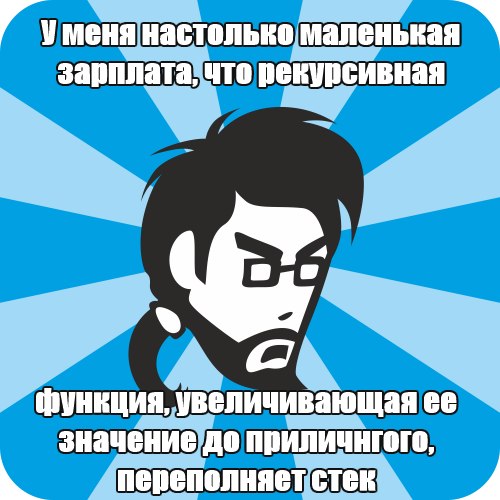 У меня настолько маленькая
зарплата, что рекурсивная
функция, увеличивающая ее
значение до приличнгого,
переполняет стек